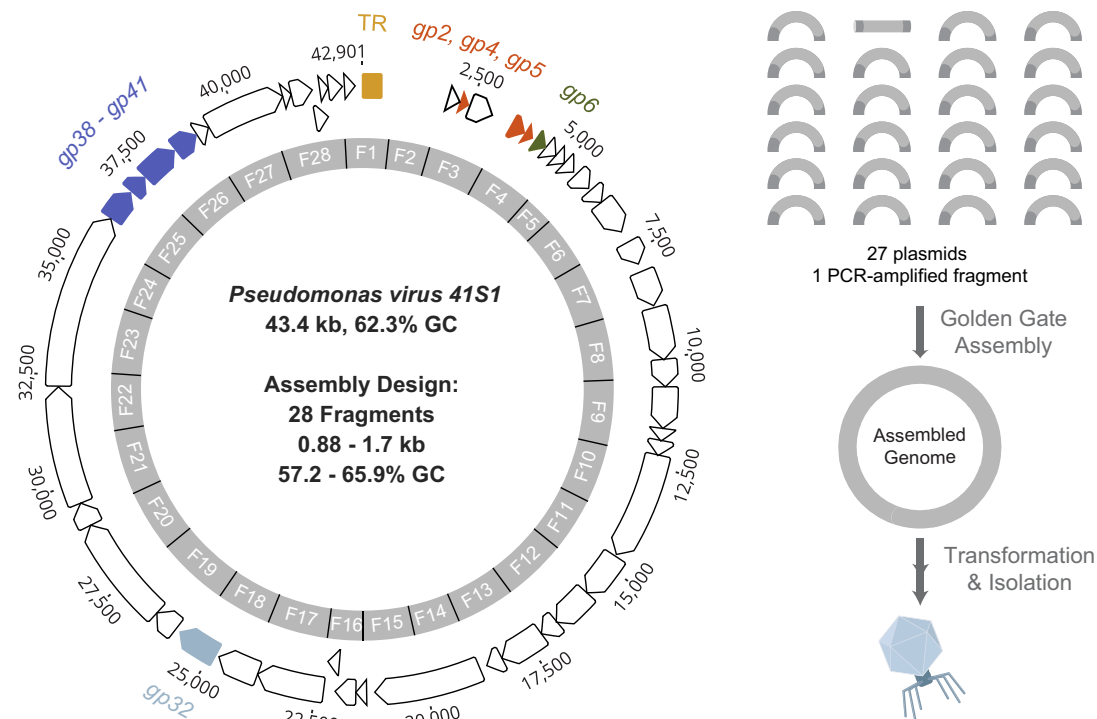 TR
42,901
gp2, gp4, gp5
2,500
gp6
5,000
7,500
10,000
12,500
15,000
17,500
20,000
22,500
25,000
gp32
27,500
30,000
32,500
35,000
37,500
gp38 - gp41
40,000
F1
F2
F3
F4
F5
F6
F7
F8
F9
F10
F11
F12
F13
F14
F15
F16
F17
F18
F19
F20
F21
F22
F23
F24
F25
F26
F27
F28
Pseudomonas virus 41S1
43.4 kb, 62.3% GC
Assembly Design:
28 Fragments
0.88 - 1.7 kb
57.2 - 65.9% GC
27 plasmids
1 PCR-amplified fragment
Golden Gate
Assembly
Assembled
Genome
Transformation
& Isolation